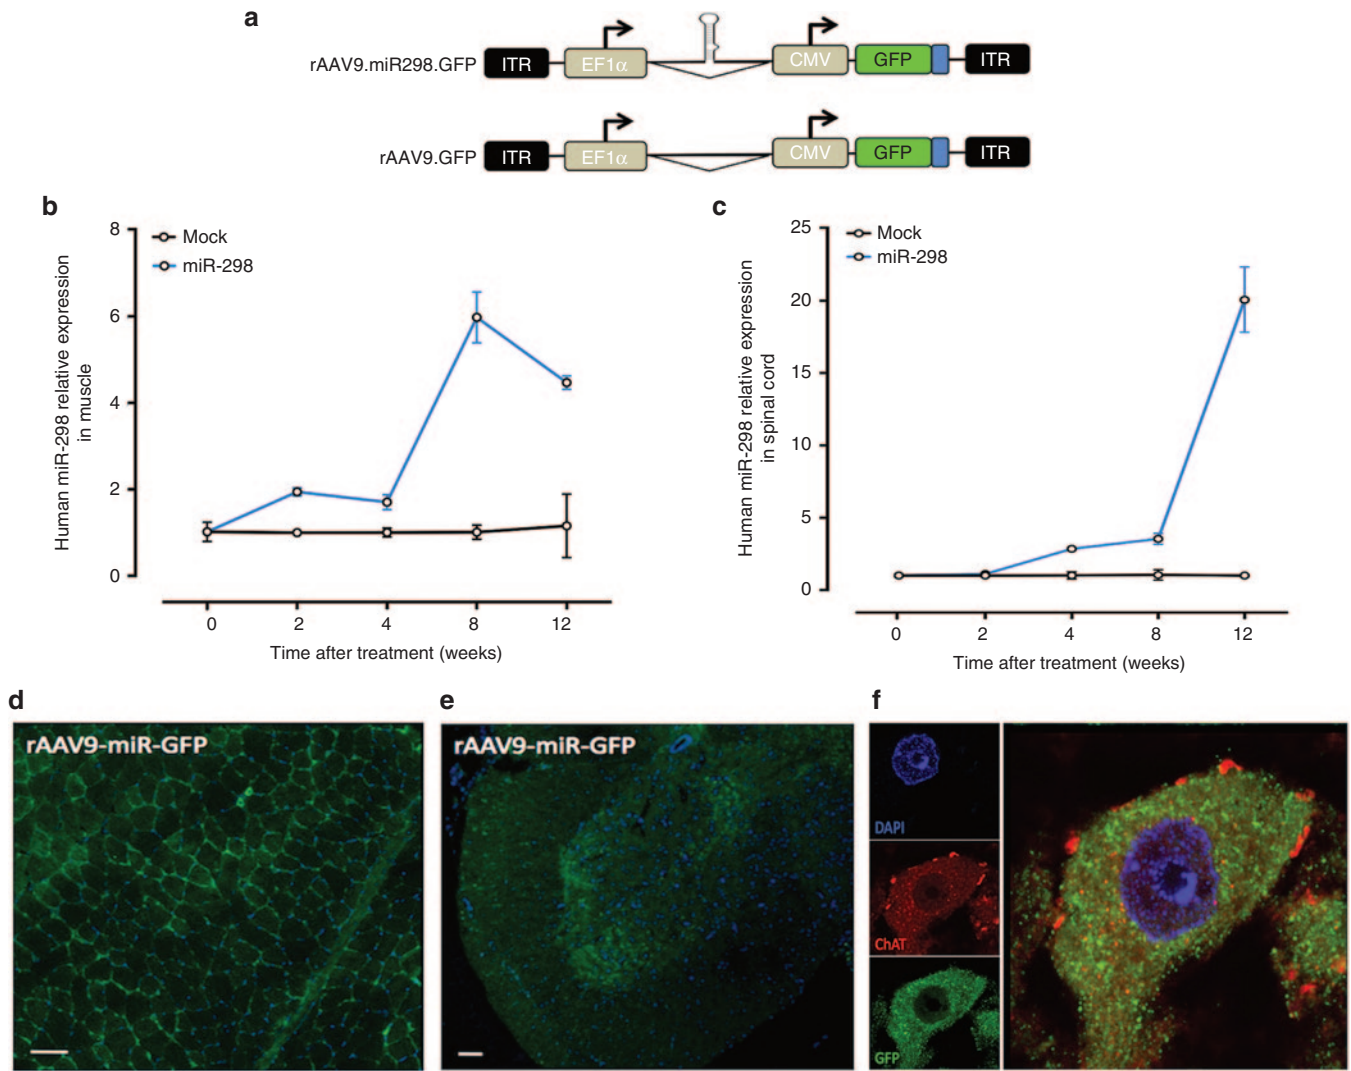 a
rAAV9.miR298.GFP ITR EF1α CMV GFP ITR
rAAV9.GFP ITR EF1α CMV GFP ITR
b
Human miR-298 relative expression
in muscle
8
6
4
2
0
Mock
miR-298
0 2 4 8 12
Time after treatment (weeks)
c
Human miR-298 relative expression
in spinal cord
25
20
15
10
5
0
Mock
miR-298
0 2 4 8 12
Time after treatment (weeks)
d
rAAV9-miR-GFP
e
rAAV9-miR-GFP
f
DAPI
ChAT
GFP